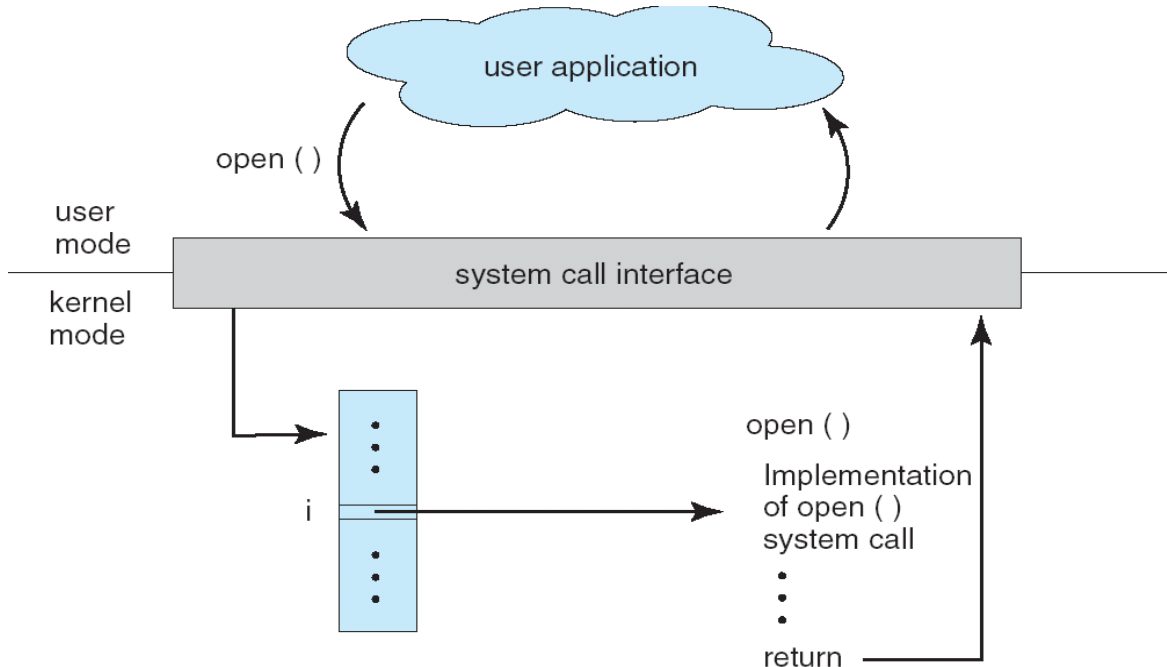 user application
open ( )
user
mode
system call interface
kernel
mode
open ( )
Implementation
of open ( )
system call
i
return